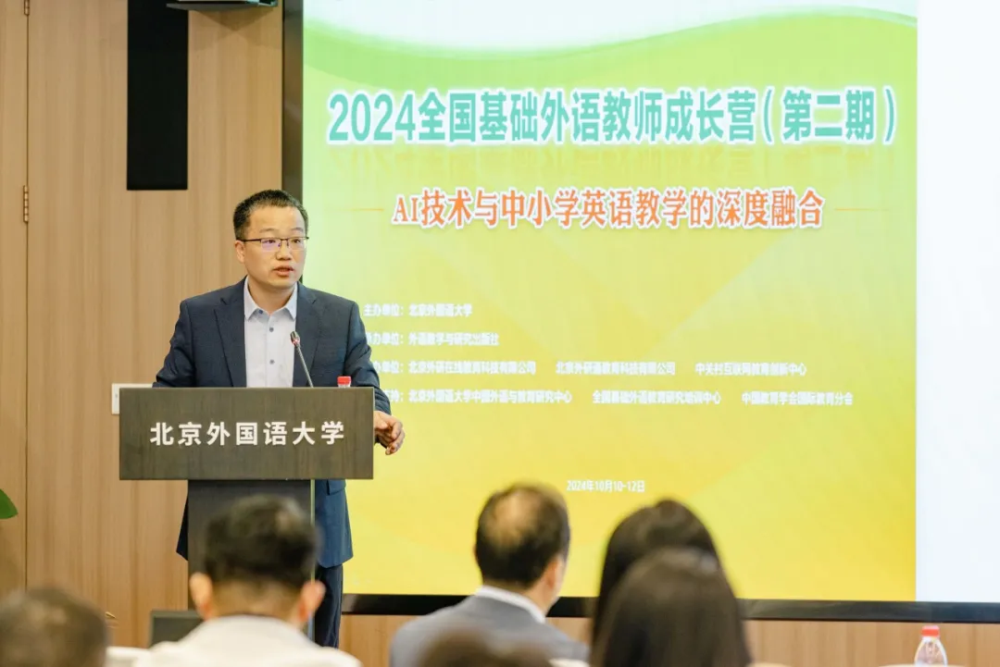 2024全国基础外语教师成长营(第二期)
AI技术与中小学英语教学的深度融合
主办单位：北京外国语大学
办单位：外语教学与研究出版社
办单位：北京外研在线教育科技有限公司 北京外研通教育科技有限公司 中关村互联网教育创新中心
持：北京外国语大学中国外语与教育研究中心 全国基础外语教育研究培训中心 中国教育学会国际教育分会
2024年10月10-12日
北京外国语大学